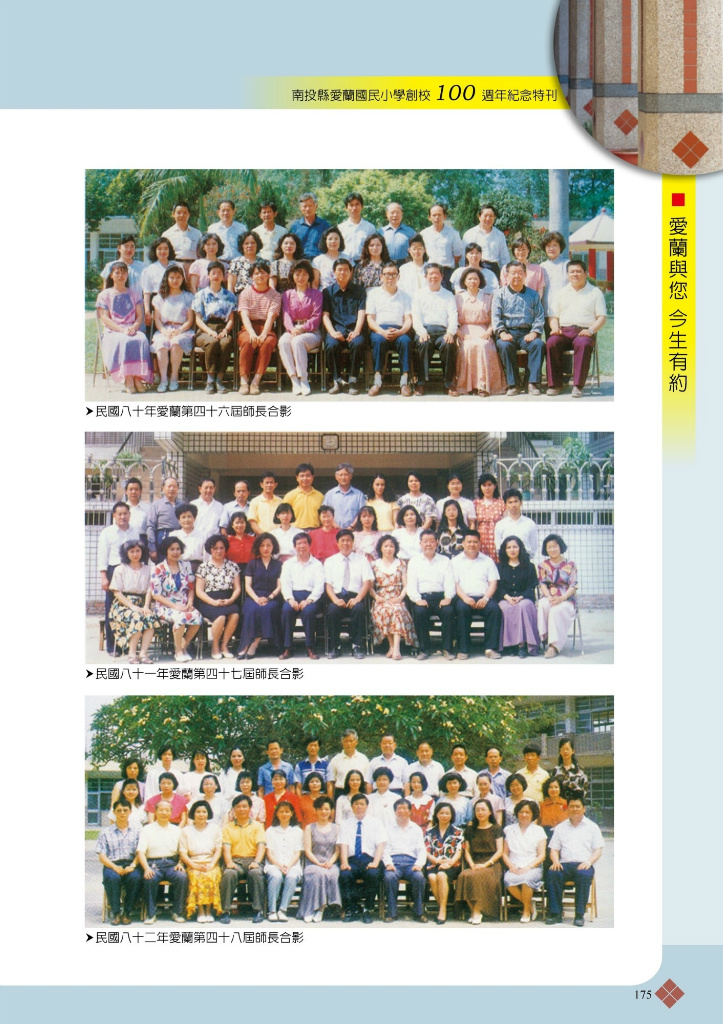 南投縣愛蘭國民小學創校 100 週年紀念特刊
愛蘭與您 今生有約
民國八十年愛蘭第四十六屆師長合影
民國八十一年愛蘭第四十七屆師長合影
民國八十二年愛蘭第四十八屆師長合影
175